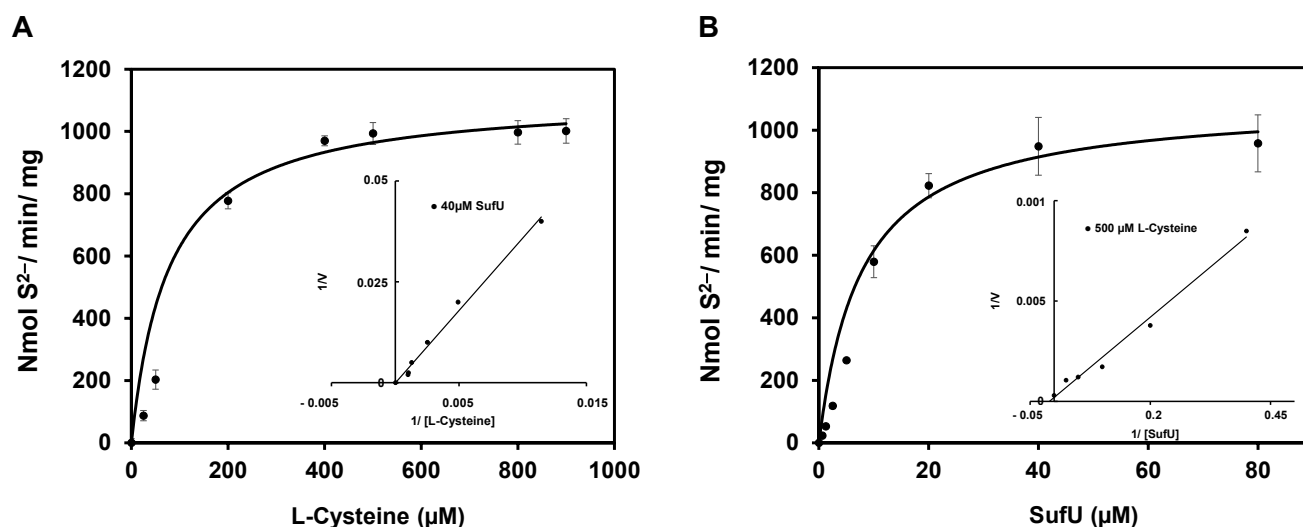 A
Nmol S²⁻/ min/ mg
1200
1000
800
600
400
200
0
0 200 400 600 800 1000
L-Cysteine (µM)
1/V
0.05
0.025
0
- 0.005 0.005 0.015
1/ [L-Cysteine]
40µM SufU
B
Nmol S²⁻/ min/ mg
1200
1000
800
600
400
200
0
0 20 40 60 80
SufU (µM)
1/V
0.001
0.005
0
- 0.05 0.2 0.45
1/ [SufU]
500 µM L-Cysteine